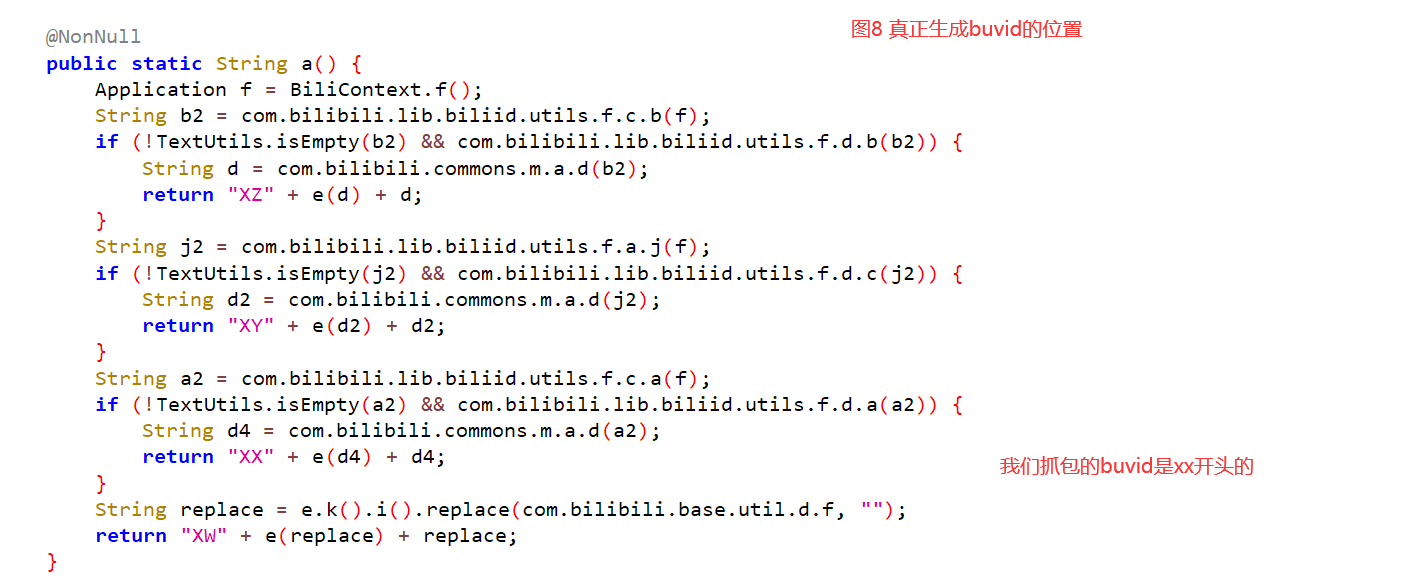 图8 真正生成buvid的位置
@NonNull
public static String a() {
    Application f = BiliContext.f();
    String b2 = com.bilibili.lib.biliid.utils.f.c.b(f);
    if (!TextUtils.isEmpty(b2) && com.bilibili.lib.biliid.utils.f.d.b(b2)) {
        String d = com.bilibili.commons.m.a.d(b2);
        return "XZ" + e(d) + d;
    }
    String j2 = com.bilibili.lib.biliid.utils.f.a.j(f);
    if (!TextUtils.isEmpty(j2) && com.bilibili.lib.biliid.utils.f.d.c(j2)) {
        String d2 = com.bilibili.commons.m.a.d(j2);
        return "XY" + e(d2) + d2;
    }
    String a2 = com.bilibili.lib.biliid.utils.f.c.a(f);
    if (!TextUtils.isEmpty(a2) && com.bilibili.lib.biliid.utils.f.d.a(a2)) {
        String d4 = com.bilibili.commons.m.a.d(a2);
        return "XX" + e(d4) + d4;
我们抓包的buvid是xx开头的
    }
    String replace = e.k().i().replace(com.bilibili.base.util.d.f, "");
    return "XW" + e(replace) + replace;
}